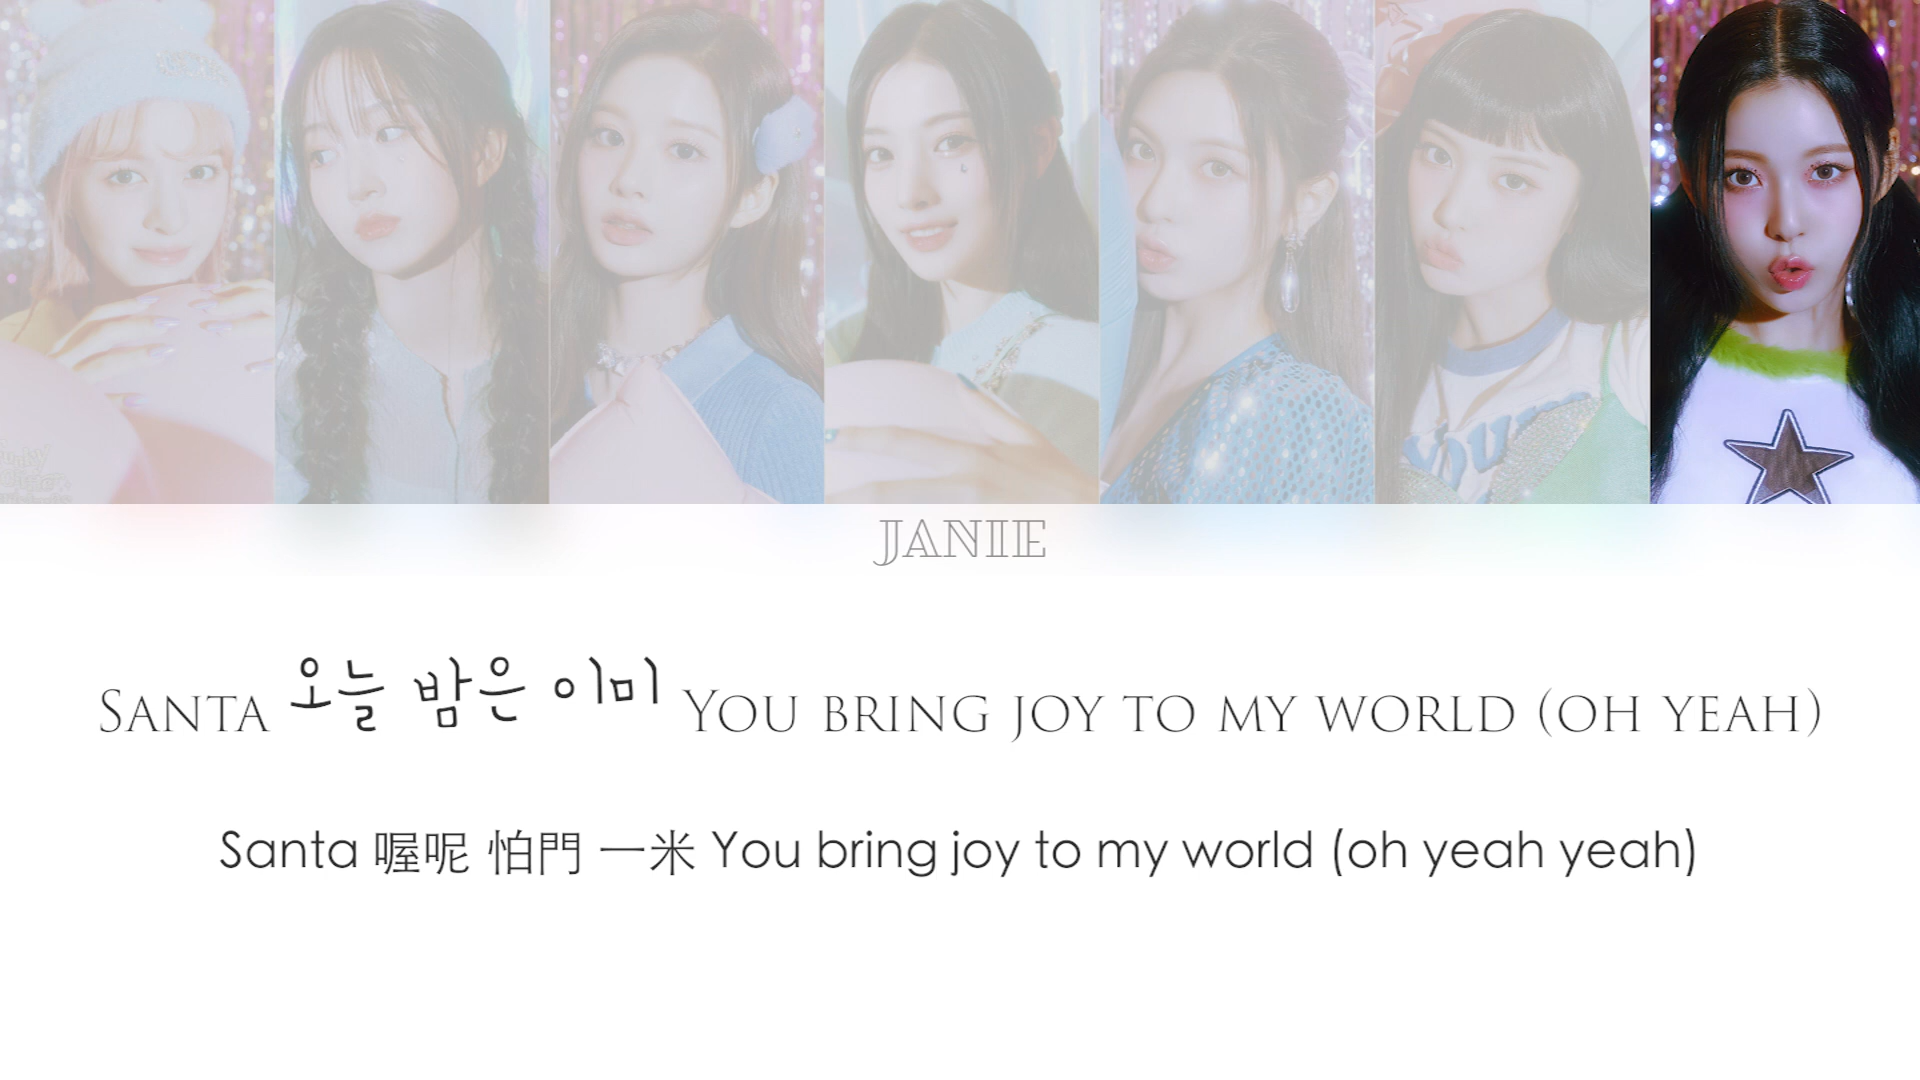 JANIE
SANTA 오늘 밤은 이미 YOU BRING JOY TO MY WORLD (OH YEAH)
Santa 喔呢 怕門 一米 You bring joy to my world (oh yeah yeah)